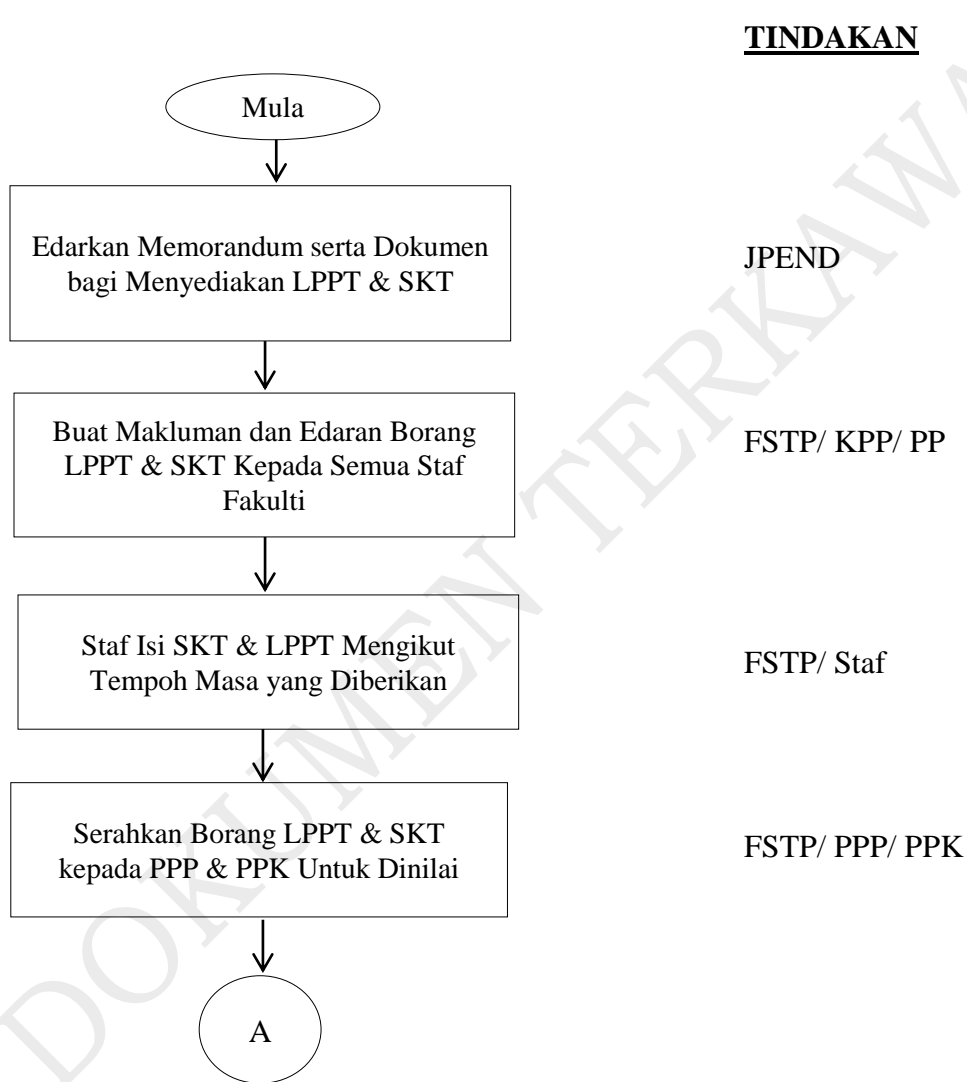 TINDAKAN
Mula
Edarkan Memorandum serta Dokumen
bagi Menyediakan LPPT & SKT
JPEND
Buat Makluman dan Edaran Borang
LPPT & SKT Kepada Semua Staf
Fakulti
FSTP/ KPP/ PP
Staf Isi SKT & LPPT Mengikut
Tempoh Masa yang Diberikan
FSTP/ Staf
Serahkan Borang LPPT & SKT
kepada PPP & PPK Untuk Dinilai
FSTP/ PPP/ PPK
A
DOKUMEN TERKAWA